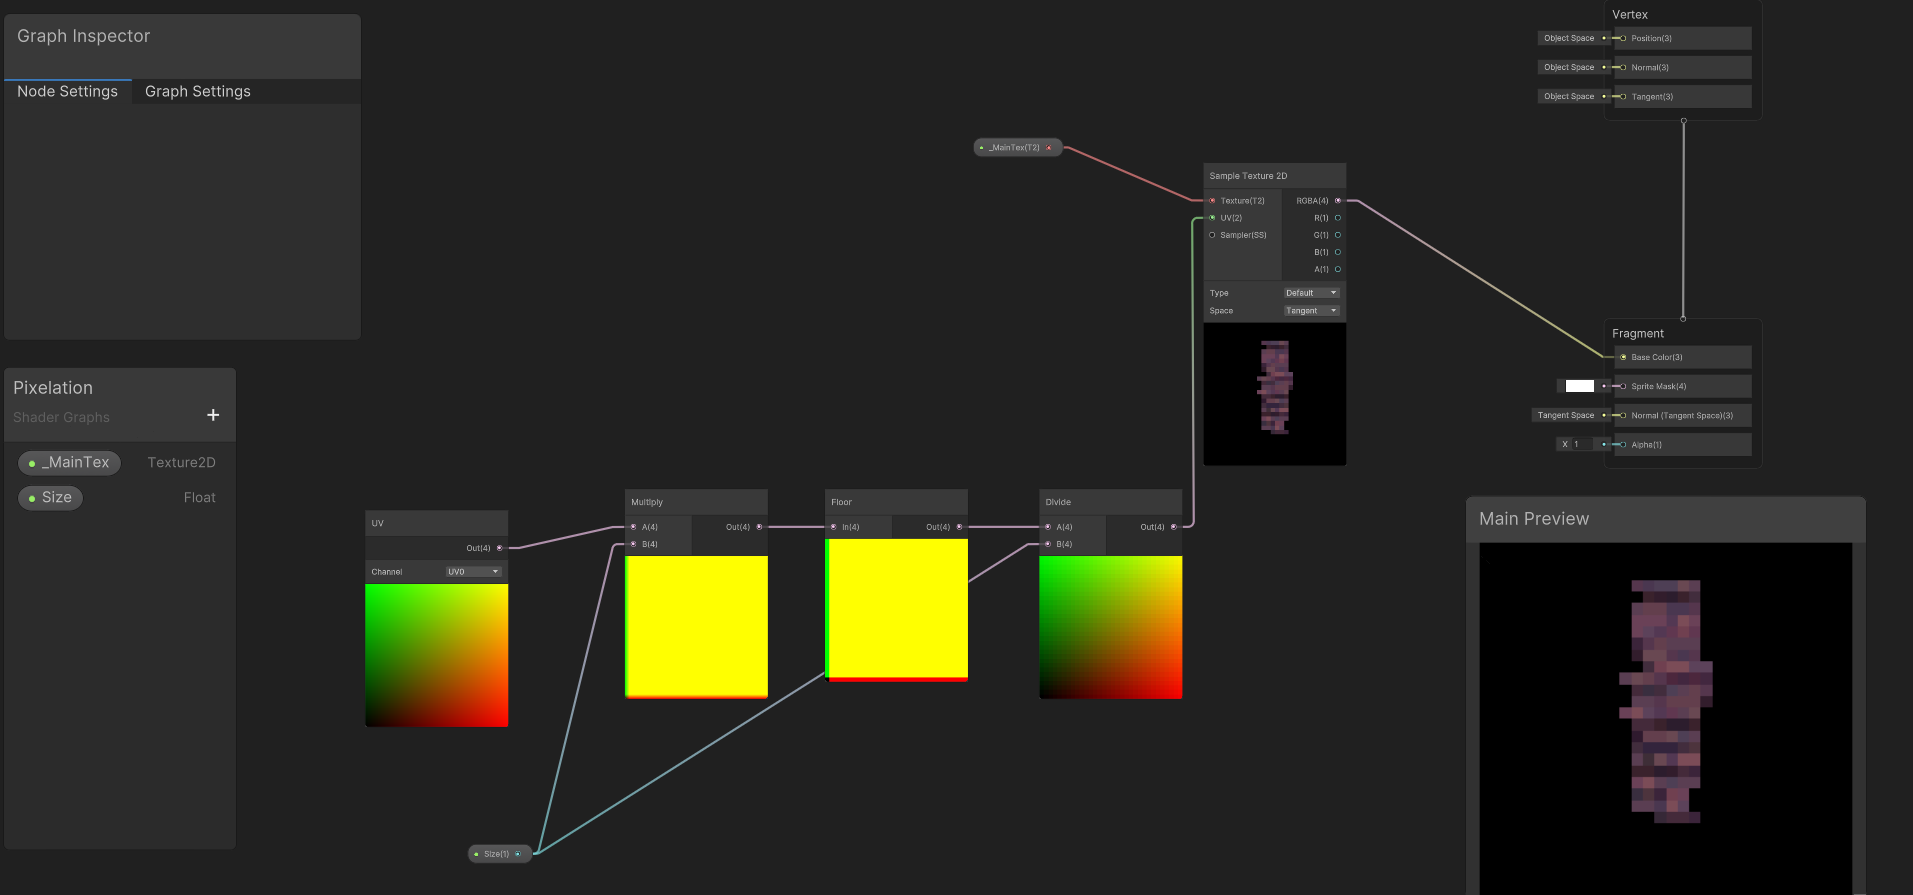 Graph Inspector
Node Settings
Graph Settings
Pixelation
Shader Graphs
+
_MainTex
Texture2D
Size
Float
_MainTex(T2)
Sample Texture 2D
Texture(T2)
RGBA(4)
UV(2)
R(1)
Sampler(SS)
G(1)
B(1)
A(1)
Type
Default
Space
Tangent
UV
Out(4)
Channel
UV0
Multiply
A(4)
Out(4)
B(4)
Floor
In(4)
Out(4)
Divide
A(4)
Out(4)
B(4)
Size(1)
Vertex
Object Space
Position(3)
Object Space
Normal(3)
Object Space
Tangent(3)
Fragment
Base Color(3)
Sprite Mask(4)
Tangent Space
Normal (Tangent Space)(3)
X 1
Alpha(1)
Main Preview